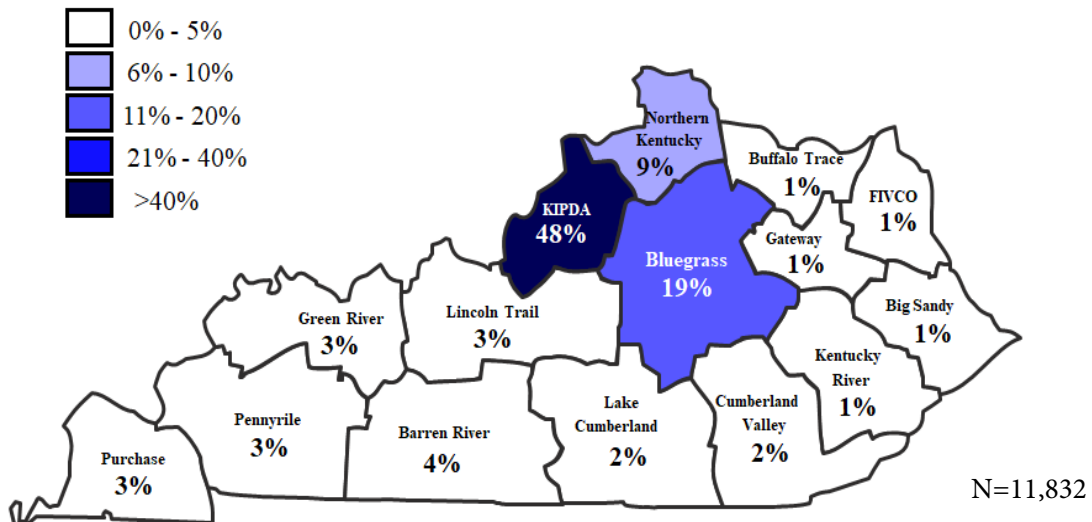 0% - 5%
6% - 10%
11% - 20%
21% - 40%
>40%
Northern
Kentucky
9%
Buffalo Trace
1%
FIVCO
1%
KIPDA
48%
Gateway
1%
Bluegrass
19%
Big Sandy
1%
Lincoln Trail
3%
Green River
3%
Kentucky
River
1%
Lake
Cumberland
2%
Cumberland
Valley
2%
Pennyrile
3%
Barren River
4%
Purchase
3%
N=11,832